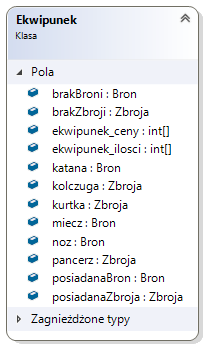 Ekwipunek
Klasa
Pola
brakBroni : Bron
brakZbroji : Zbroja
ekwipunek_ceny : int[]
ekwipunek_ilosci : int[]
katana : Bron
kolczuga : Zbroja
kurtka : Zbroja
miecz : Bron
noz : Bron
pancerz : Zbroja
posiadanaBron : Bron
posiadanaZbroja : Zbroja
Zagnieżdżone typy